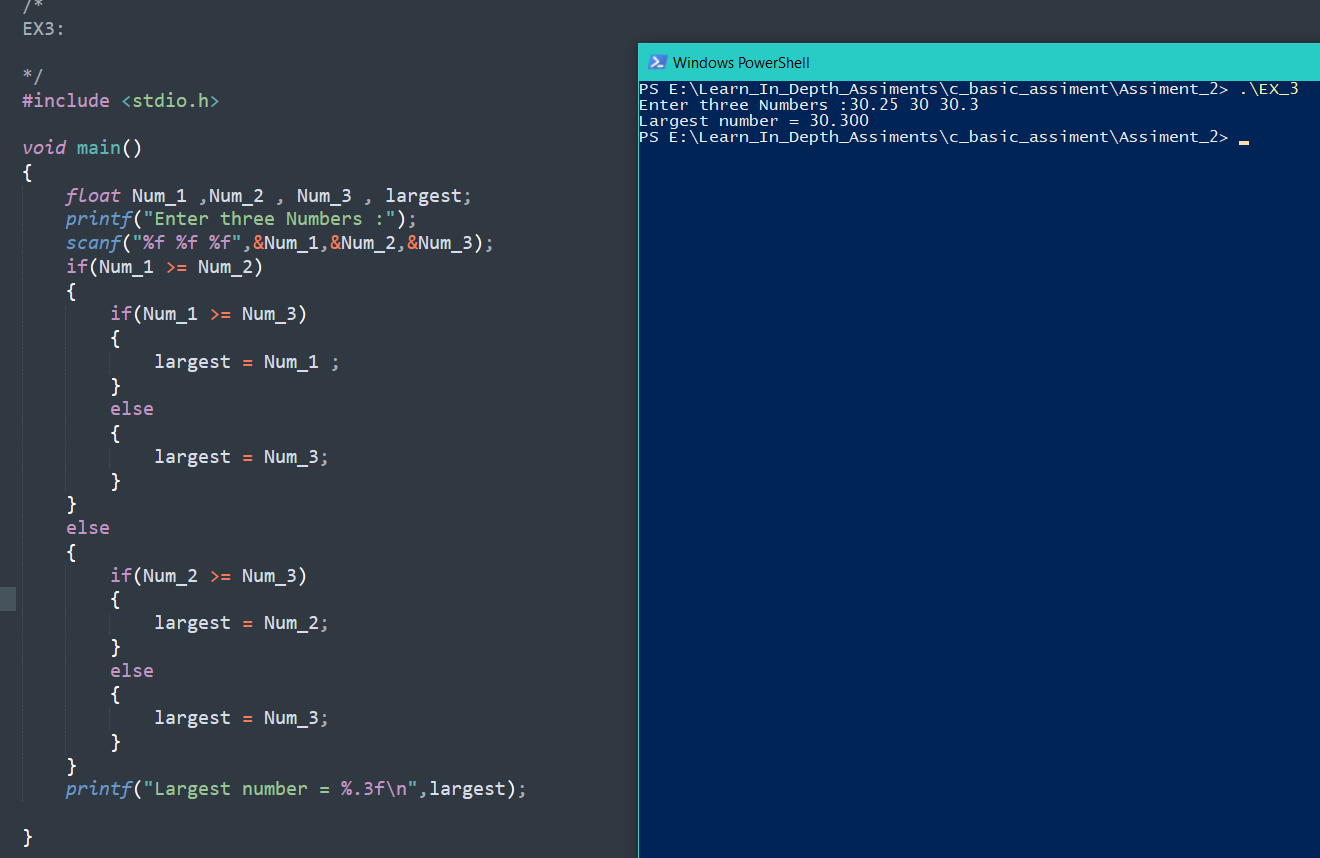 /*
EX3:
*/
#include <stdio.h>
void main()
{
float Num_1 ,Num_2 , Num_3 , largest;
printf("Enter three Numbers :");
scanf("%f %f %f",&Num_1,&Num_2,&Num_3);
if(Num_1 >= Num_2)
{
if(Num_1 >= Num_3)
{
largest = Num_1 ;
}
else
{
largest = Num_3;
}
}
else
{
if(Num_2 >= Num_3)
{
largest = Num_2;
}
else
{
largest = Num_3;
}
}
printf("Largest number = %.3f\n",largest);
}
Windows PowerShell
PS E:\Learn_In_Depth_Assiments\c_basic_assiment\Assiment_2> .\EX_3
Enter three Numbers :30.25 30 30.3
Largest number = 30.300
PS E:\Learn_In_Depth_Assiments\c_basic_assiment\Assiment_2>